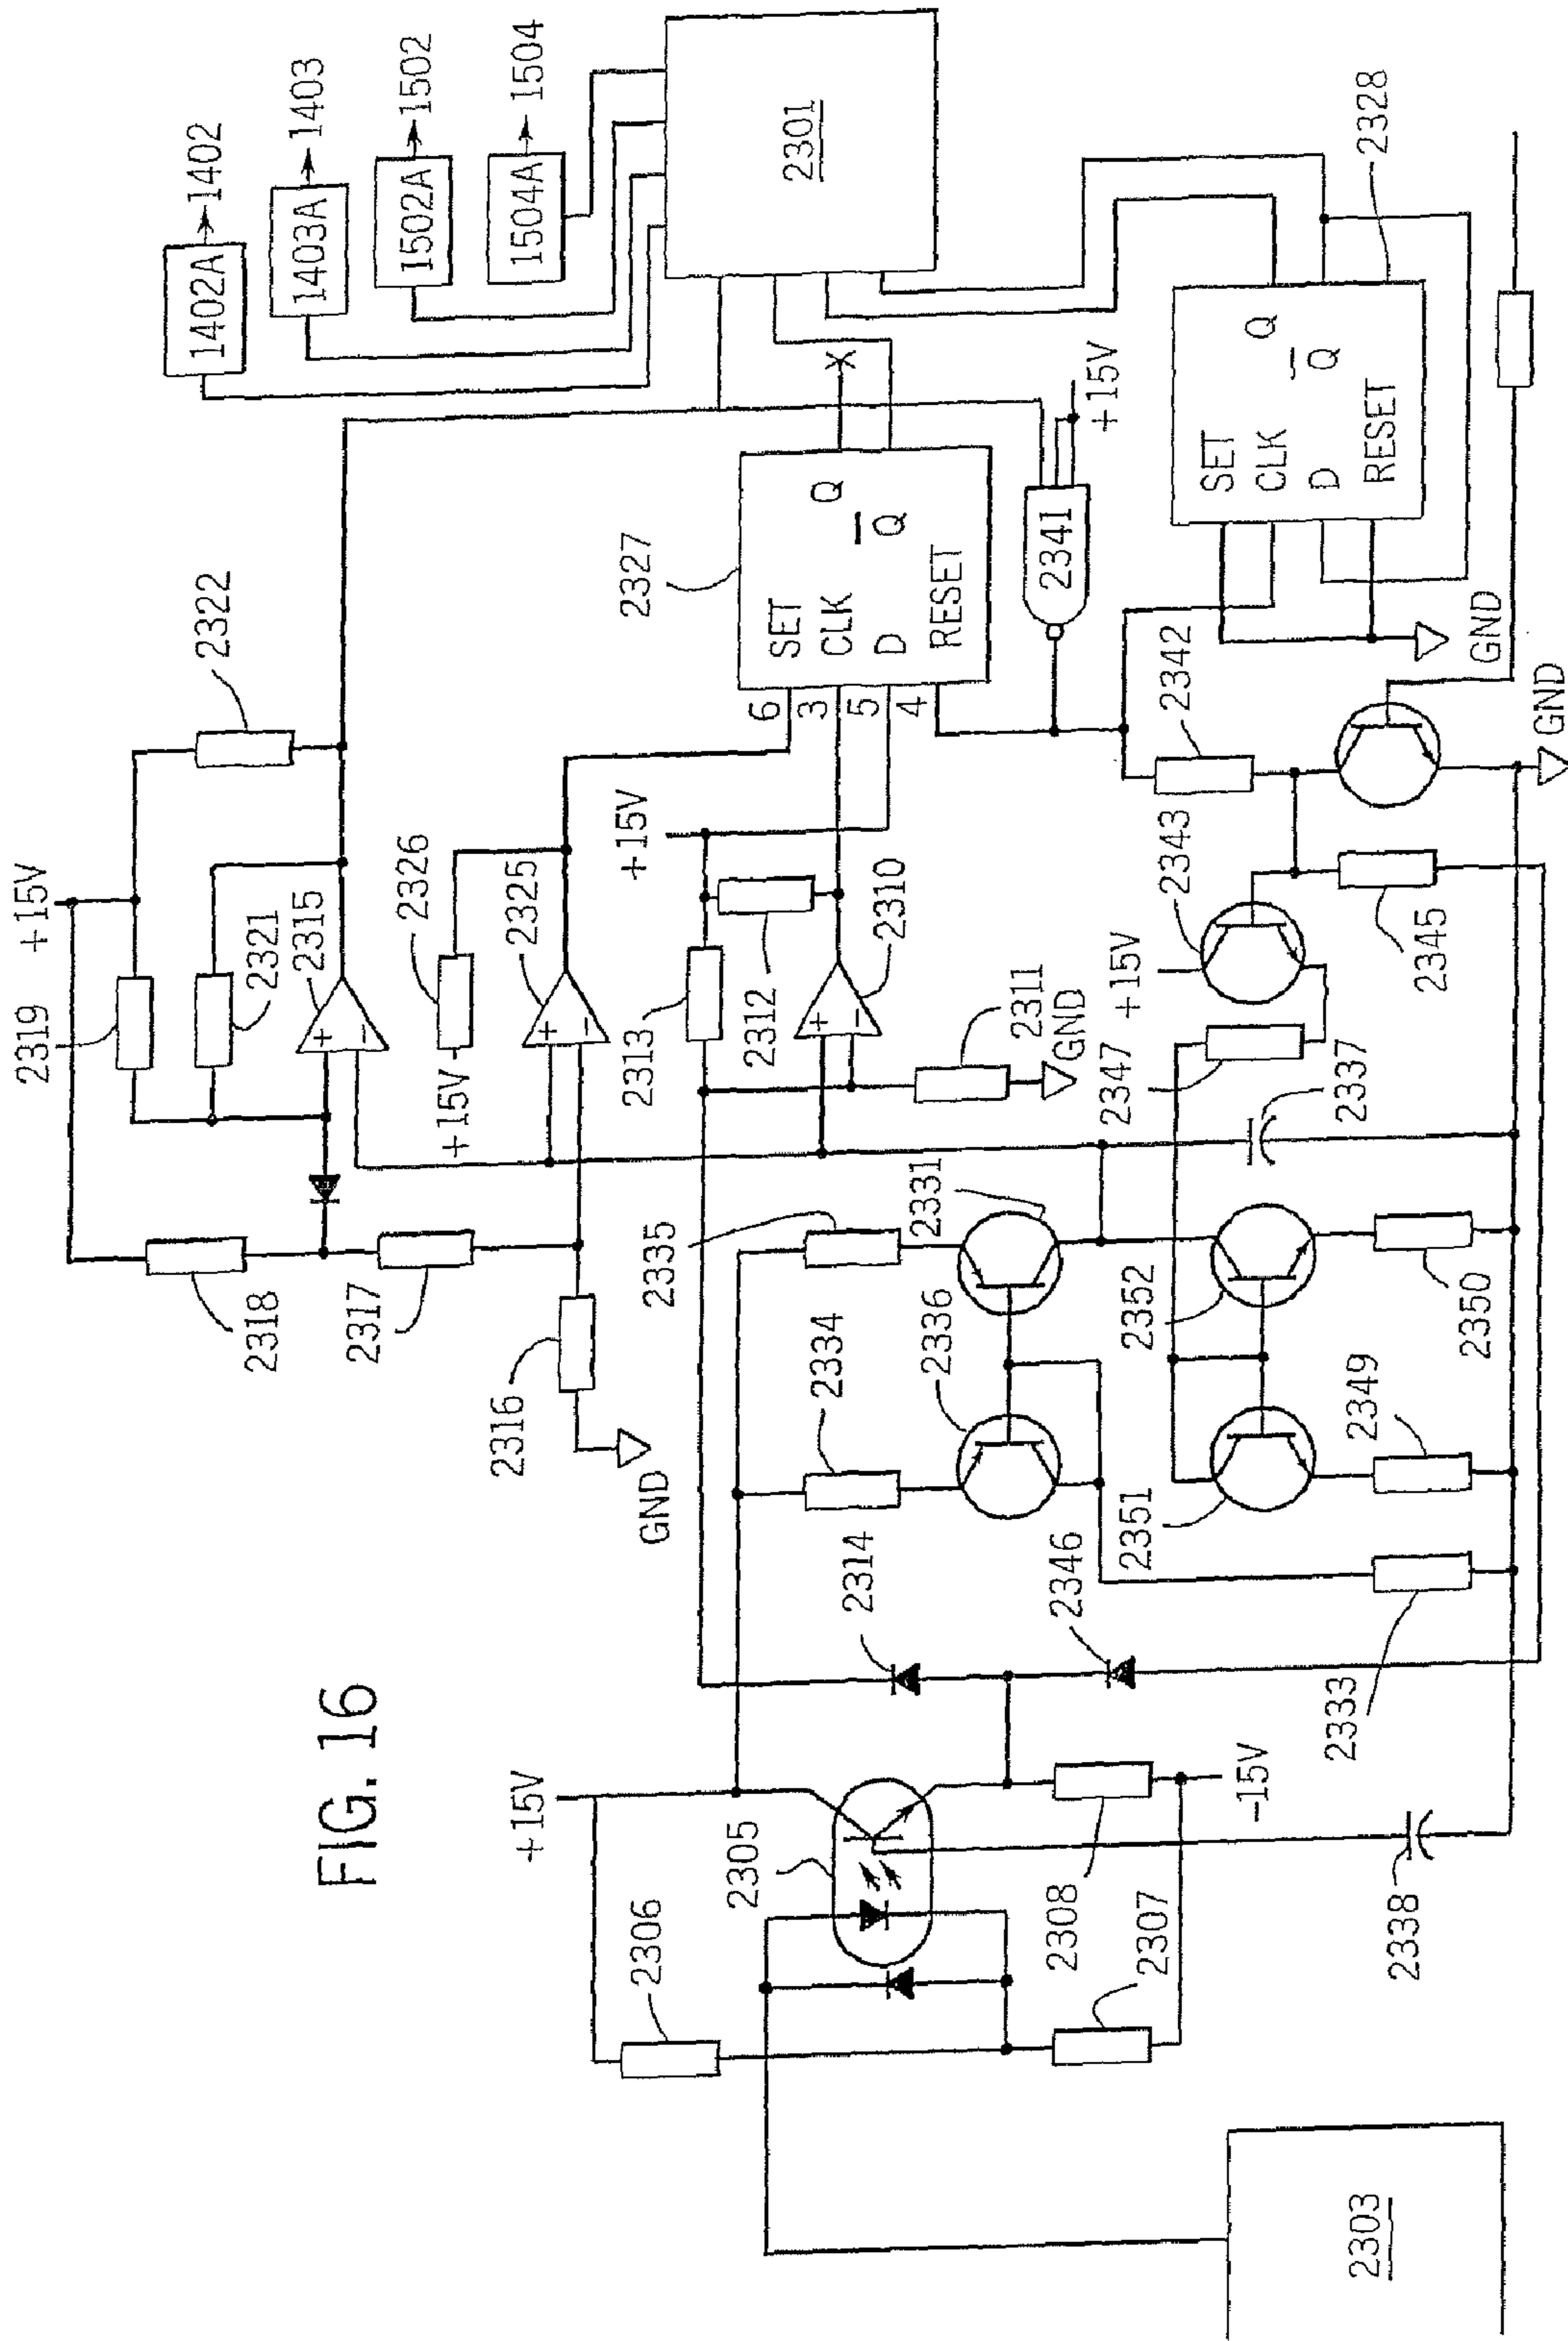 FIG. 16
+15V
2319
2321
2315
2322
2318
2317
2316
GND
+15V
2326
2325
+15V
2313
2312
2310
2311
GND
2327
6
3
5
4
SET
CLK
D
RESET
Q
Q̅
X
1402A
1402
1403A
1403
1502A
1502
1504A
1504
2301
2341
+15V
2328
SET
CLK
D
RESET
Q
Q̅
GND
2342
2343
+15V
2345
2347
2337
GND
2335
2331
2334
2336
2352
2350
2351
2349
2314
2346
2333
+15V
2305
2306
2308
2307
-15V
2338
2303